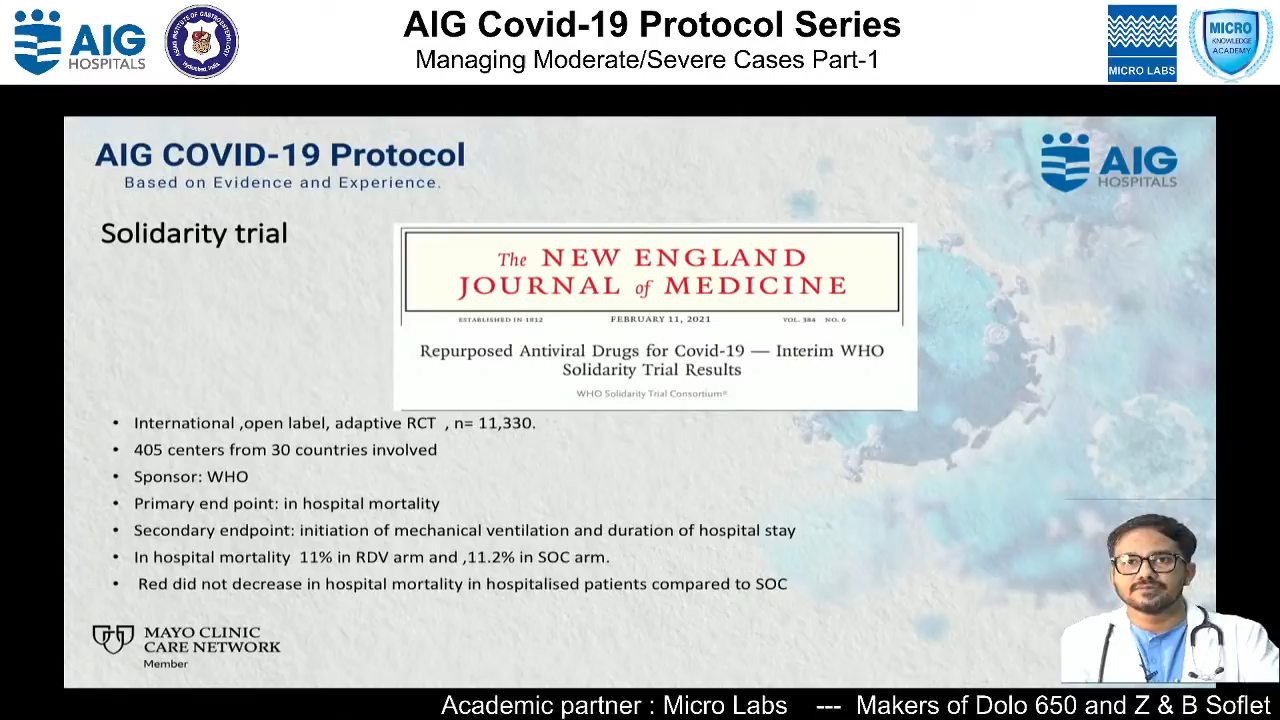 AIG
HOSPITALS
AIG Covid-19 Protocol Series
Managing Moderate/Severe Cases Part-1
MICRO LABS
MICRO
KNOWLEDGE
ACADEMY
AIG COVID-19 Protocol
Based on Evidence and Experience.
AIG
HOSPITALS
Solidarity trial
The NEW ENGLAND
JOURNAL of MEDICINE
ESTABLISHED IN 1812 FEBRUARY 11, 2021 VOL. 384 NO. 6
Repurposed Antiviral Drugs for Covid-19 — Interim WHO
Solidarity Trial Results
WHO Solidarity Trial Consortium*
• International ,open label, adaptive RCT , n= 11,330.
• 405 centers from 30 countries involved
• Sponsor: WHO
• Primary end point: in hospital mortality
• Secondary endpoint: initiation of mechanical ventilation and duration of hospital stay
• In hospital mortality 11% in RDV arm and ,11.2% in SOC arm.
• Red did not decrease in hospital mortality in hospitalised patients compared to SOC
MAYO CLINIC
CARE NETWORK
Member
Academic partner : Micro Labs --- Makers of Dolo 650 and Z & B Soflet